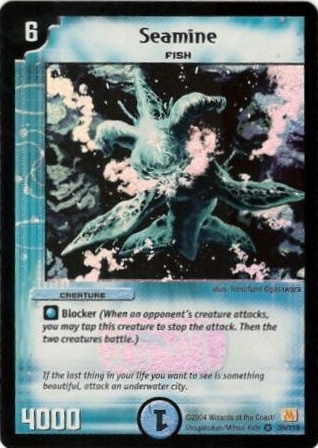 6
Seamine
FISH
illus. Tomofumi Ogasawara
CREATURE
Blocker (When an opponent's creature attacks,
you may tap this creature to stop the attack. Then the
two creatures battle.)
If the last thing in your life you want to see is something
beautiful, attack an underwater city.
4000
1
©2004 Wizards of the Coast/
Shogakukan/Mitsui-Kids